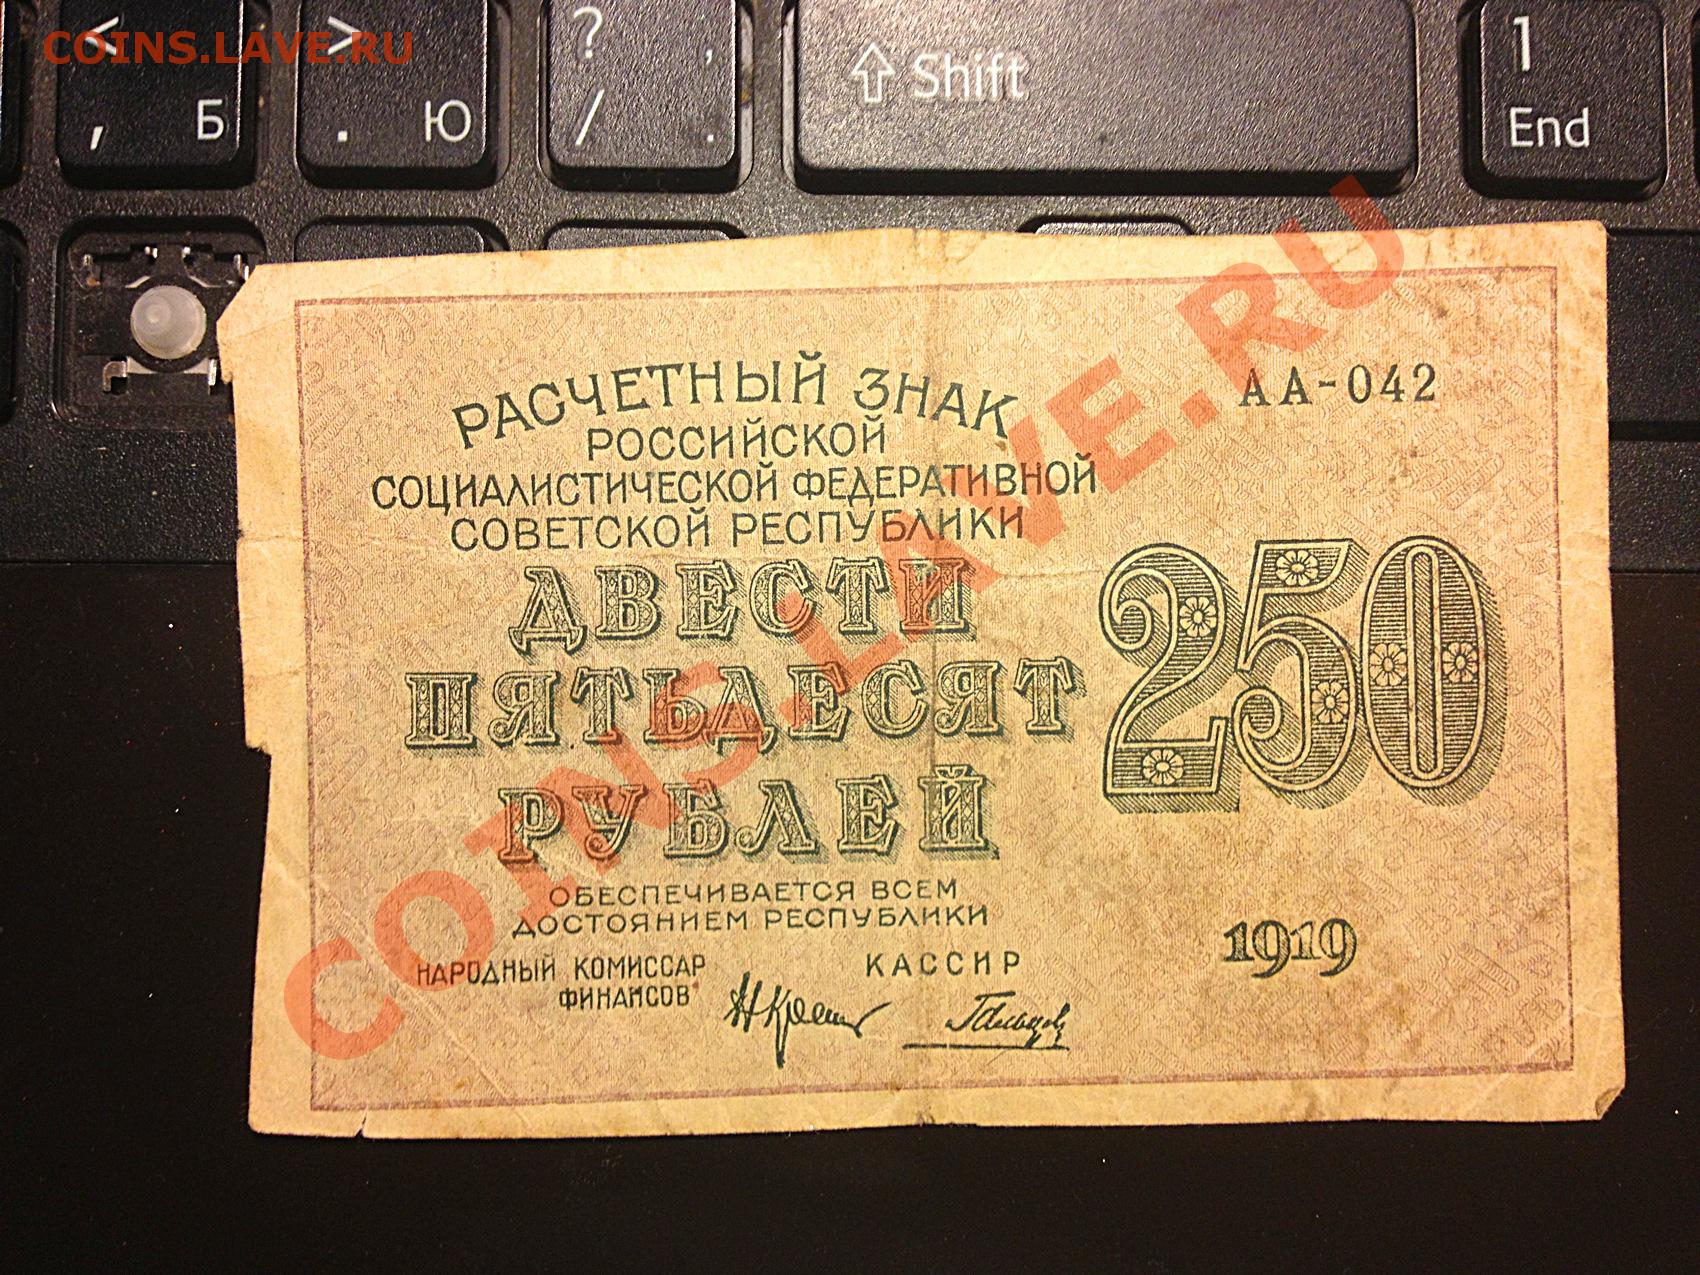 COINS.LAVE.RU
< > ? ,
, Б . Ю / .
Shift
1
End
АА-042
РАСЧЕТНЫЙ ЗНАК
РОССИЙСКОЙ
СОЦИАЛИСТИЧЕСКОЙ ФЕДЕРАТИВНОЙ
СОВЕТСКОЙ РЕСПУБЛИКИ
ДВЕСТИ
ПЯТЬДЕСЯТ
РУБЛЕЙ
250
ОБЕСПЕЧИВАЕТСЯ ВСЕМ
ДОСТОЯНИЕМ РЕСПУБЛИКИ
1919
НАРОДНЫЙ КОМИССАР
ФИНАНСОВ
КАССИР
COINS.LAVE.RU